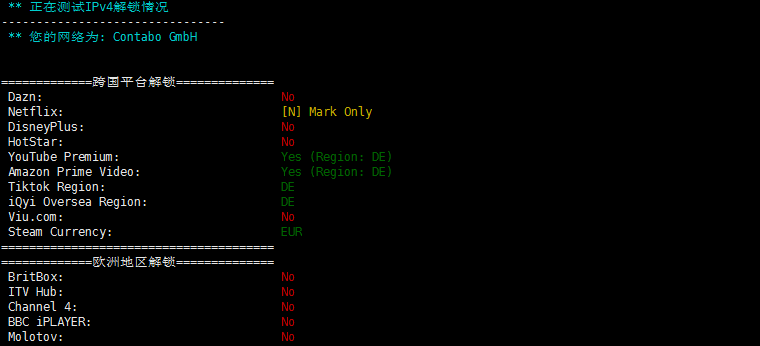 ** 正在测试IPv4解锁情况
--------------------------------
** 您的网络为: Contabo GmbH
=============跨国平台解锁==============
Dazn: No
Netflix: [N] Mark Only
DisneyPlus: No
HotStar: No
YouTube Premium: Yes (Region: DE)
Amazon Prime Video: Yes (Region: DE)
Tiktok Region: DE
iQyi Oversea Region: DE
Viu.com: No
Steam Currency: EUR
=======================================
=============欧洲地区解锁==============
BritBox: No
ITV Hub: No
Channel 4: No
BBC iPLAYER: No
Molotov: No